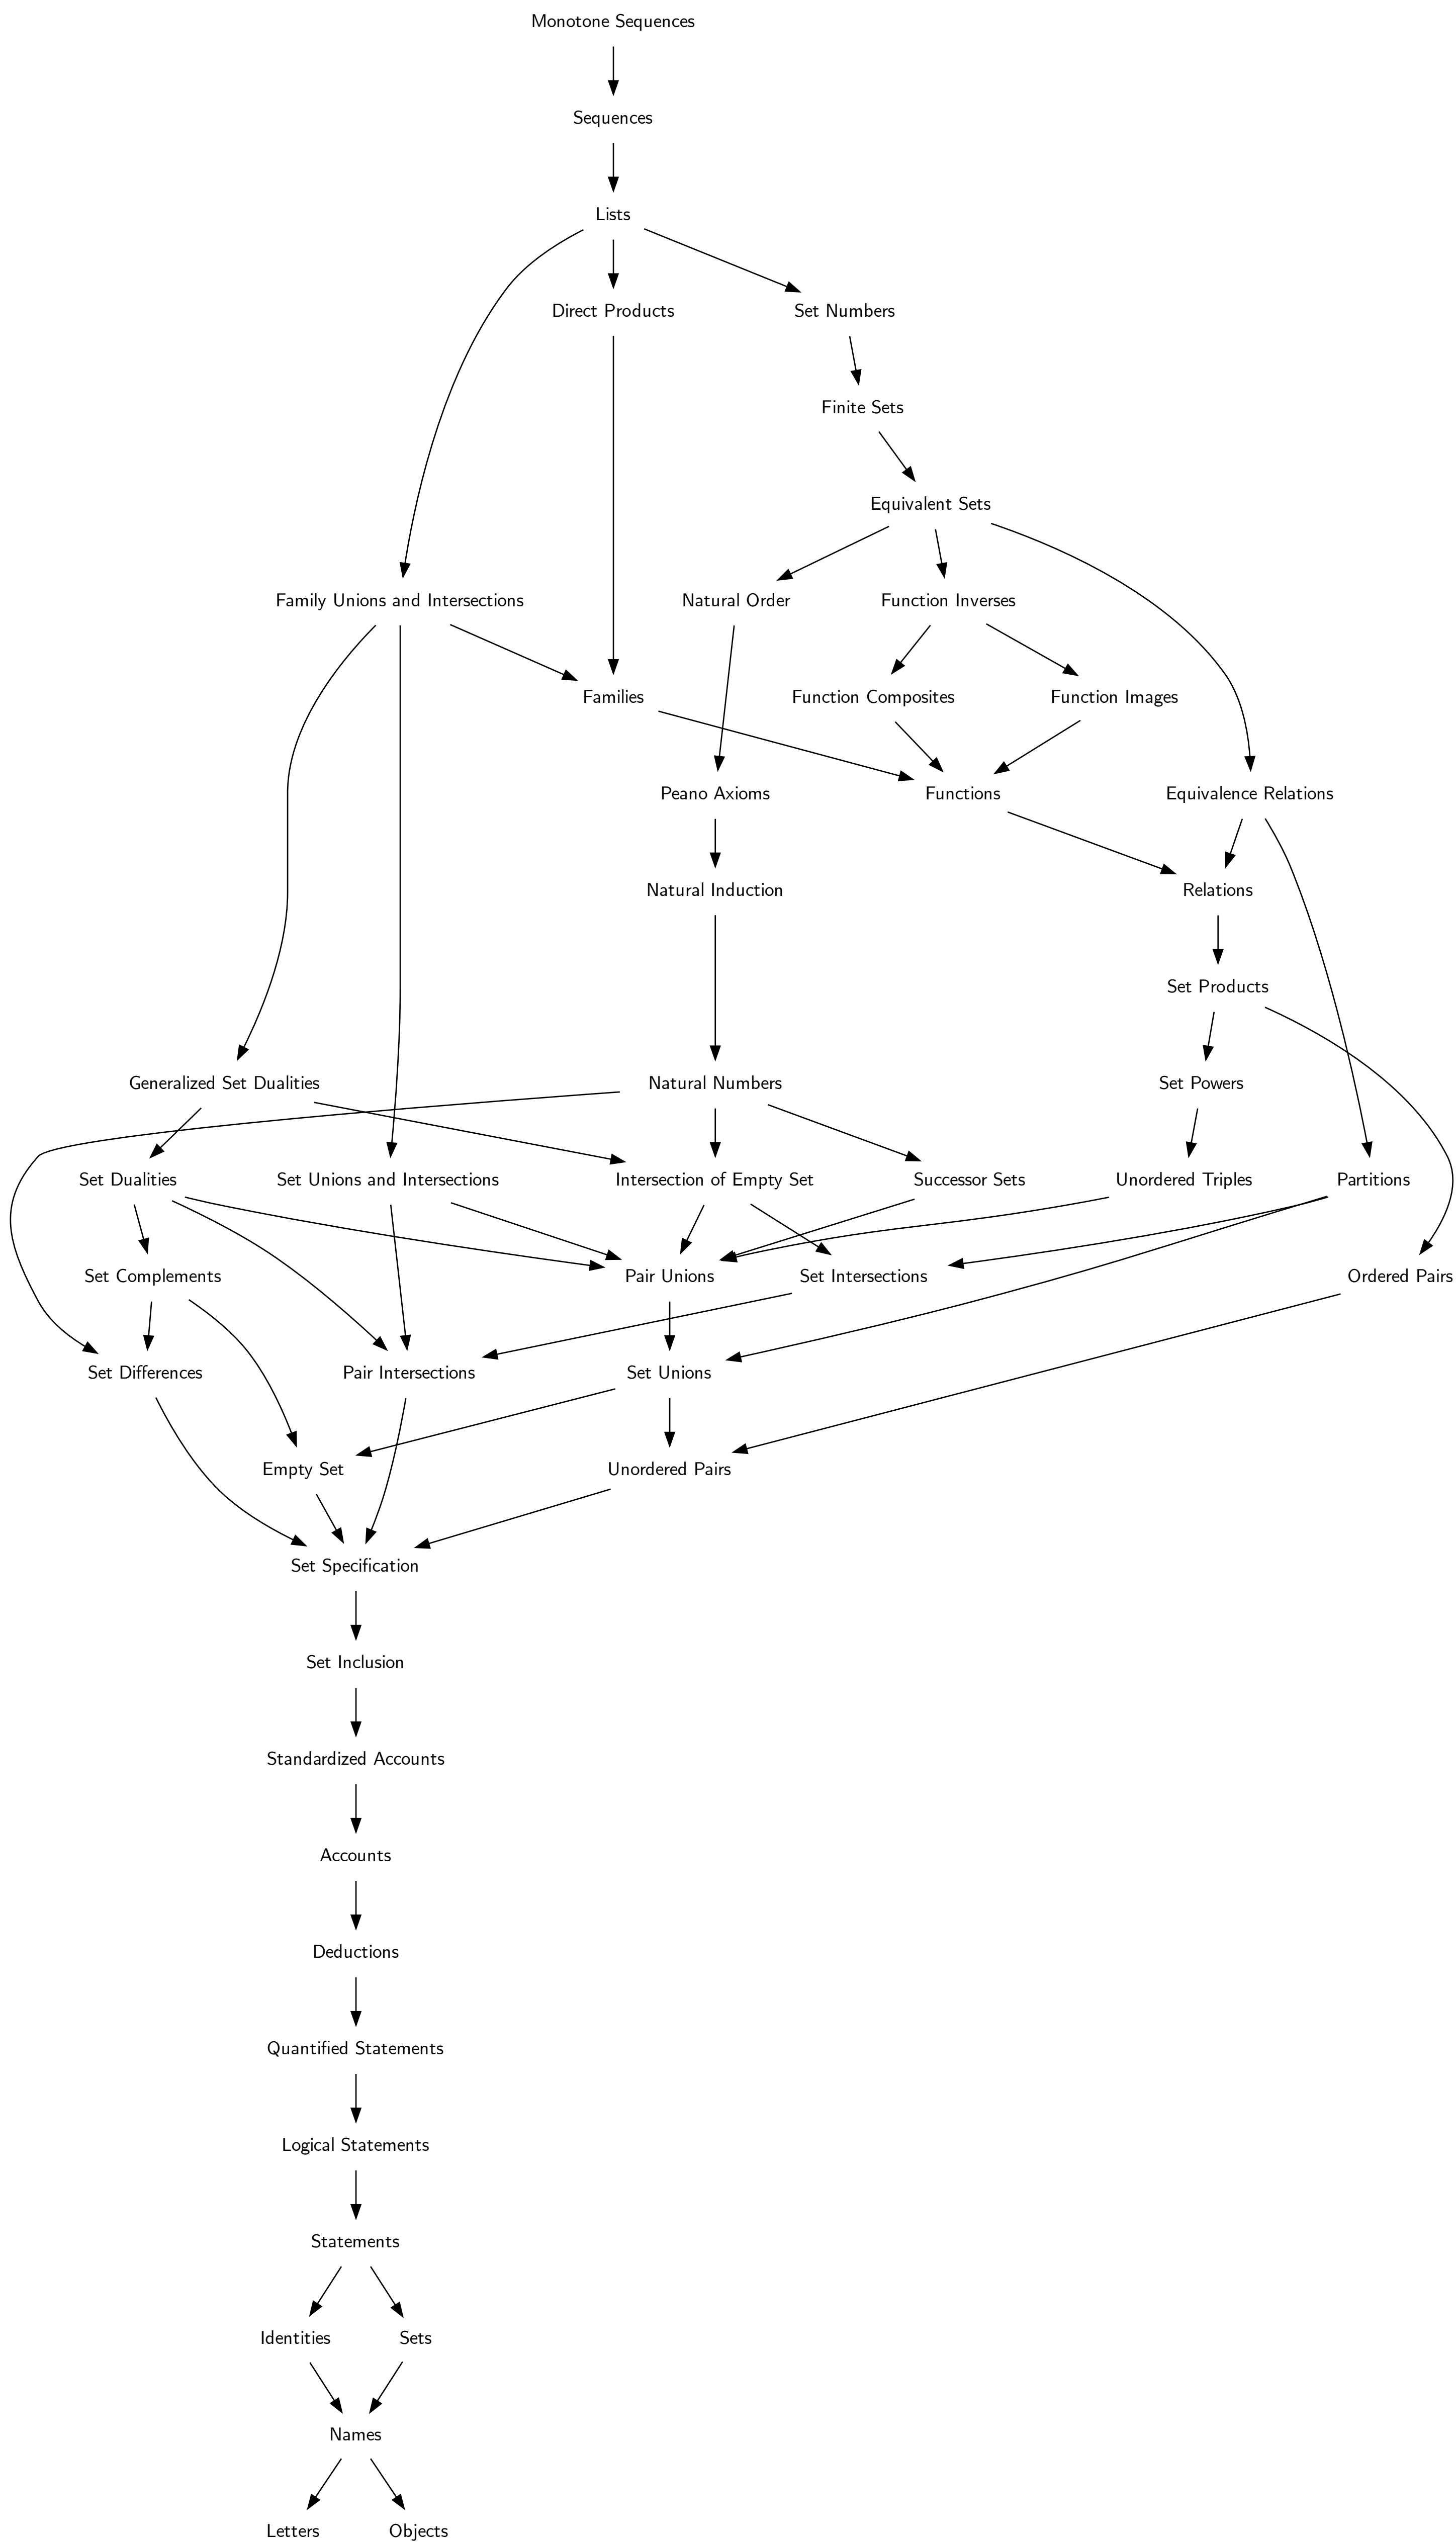 Monotone Sequences
Sequences
Lists
Direct Products
Set Numbers
Finite Sets
Equivalent Sets
Family Unions and Intersections
Natural Order
Function Inverses
Families
Function Composites
Function Images
Peano Axioms
Functions
Equivalence Relations
Natural Induction
Relations
Set Products
Generalized Set Dualities
Natural Numbers
Set Powers
Set Dualities
Set Unions and Intersections
Intersection of Empty Set
Successor Sets
Unordered Triples
Partitions
Set Complements
Pair Unions
Set Intersections
Ordered Pairs
Set Differences
Pair Intersections
Set Unions
Empty Set
Unordered Pairs
Set Specification
Set Inclusion
Standardized Accounts
Accounts
Deductions
Quantified Statements
Logical Statements
Statements
Identities
Sets
Names
Letters
Objects